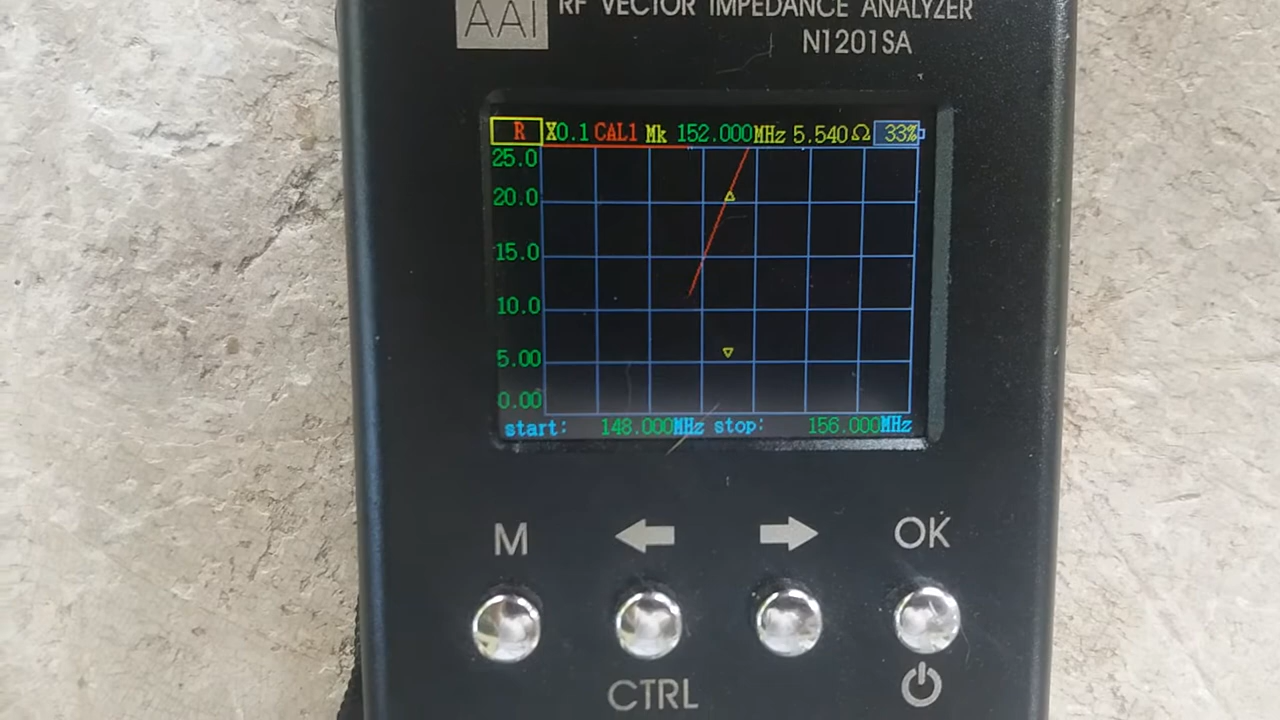 AAI RF VECTOR IMPEDANCE ANALYZER
N1201SA
R X0.1 CAL1 Mk 152.000MHz 5.540Ω 33%
25.0
20.0
15.0
10.0
5.00
0.00
start: 148.000MHz stop: 156.000MHz
M OK
CTRL